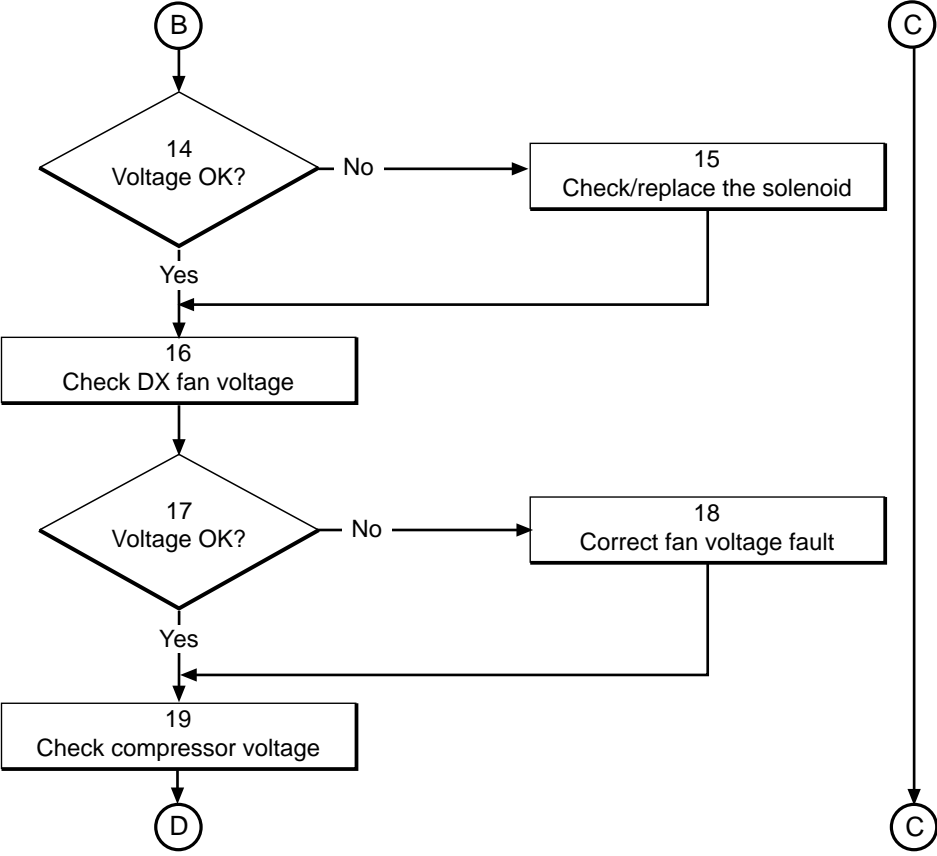 B
C
14
Voltage OK?
No
15
Check/replace the solenoid
Yes
16
Check DX fan voltage
17
Voltage OK?
No
18
Correct fan voltage fault
Yes
19
Check compressor voltage
D
C